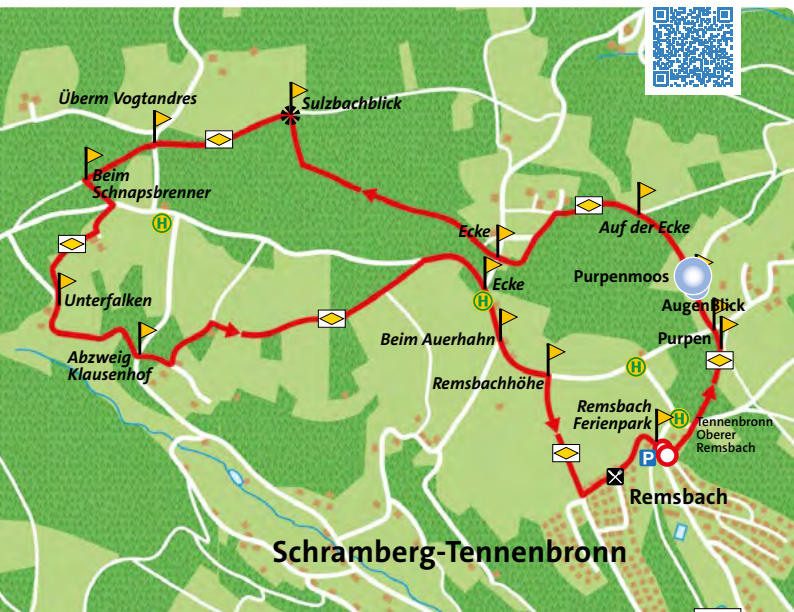 Überm Vogtandres
Sulzbachblick
Beim
Schnapsbrenner
H
Ecke
Auf der Ecke
Purpenmoos
Ecke
H
AugenBlick
Unterfalken
Beim Auerhahn
Purpen
Abzweig
Klausenhof
Remsbachhöhe
H
Remsbach
Ferienpark
H
Tennenbronn
Oberer
Remsbach
P
Remsbach
Schramberg-Tennenbronn